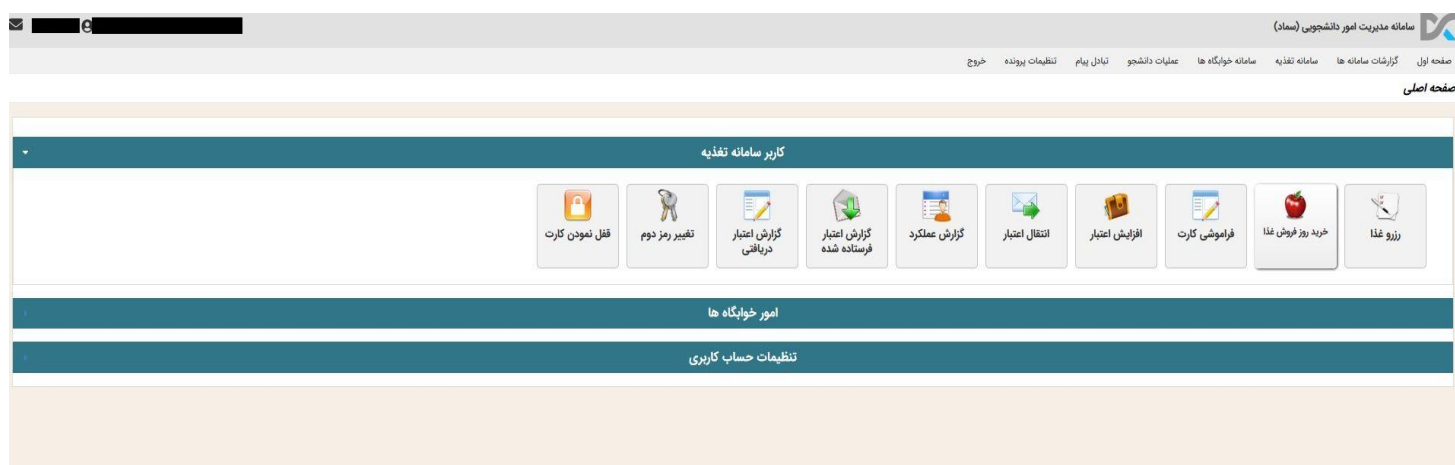 سامانه مدیریت امور دانشجویی (سماد)
صفحه اول گزارشات سامانه ها سامانه تغذیه سامانه خوابگاه ها عملیات دانشجو تبادل پیام تنظیمات پرونده خروج
صفحه اصلی
کاربر سامانه تغذیه
رزرو غذا
خرید روز فروش غذا
فراموشی کارت
افزایش اعتبار
انتقال اعتبار
گزارش عملکرد
گزارش اعتبار
فرستاده شده
گزارش اعتبار
دریافتی
تغییر رمز دوم
قفل نمودن کارت
امور خوابگاه ها
تنظیمات حساب کاربری